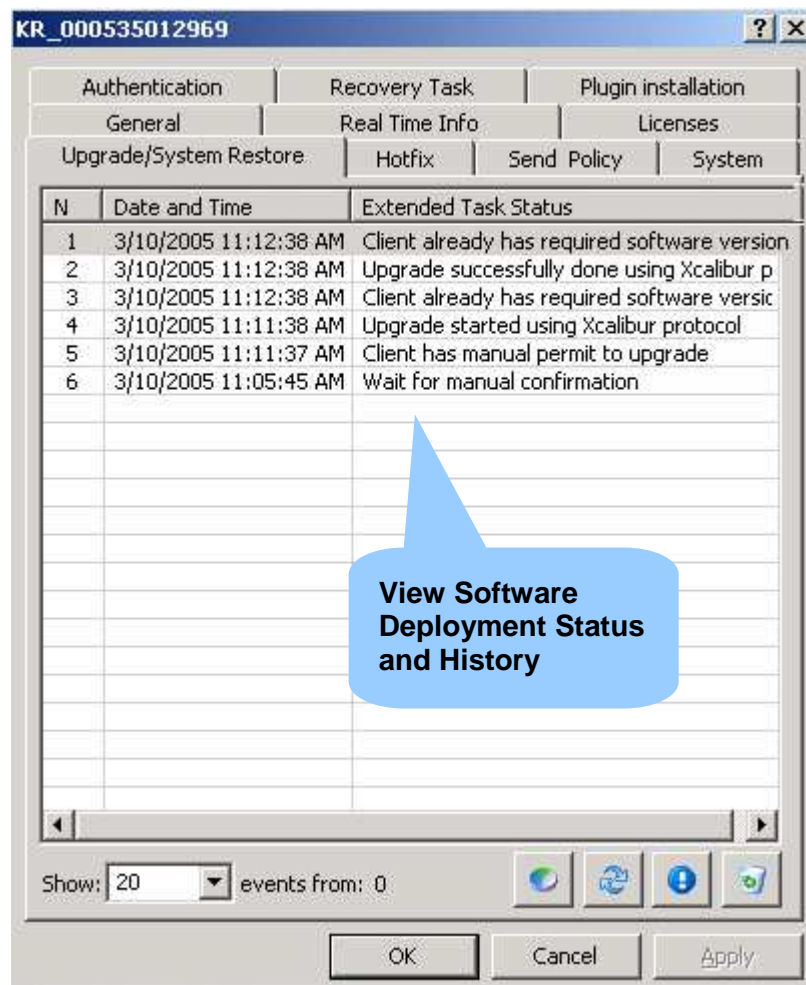 KR_000535012969
Authentication Recovery Task Plugin installation
General Real Time Info Licenses
Upgrade/System Restore Hotfix Send Policy System
N Date and Time Extended Task Status
1 3/10/2005 11:12:38 AM Client already has required software version
2 3/10/2005 11:12:38 AM Upgrade successfully done using Xcalibur p
3 3/10/2005 11:12:38 AM Client already has required software versic
4 3/10/2005 11:11:38 AM Upgrade started using Xcalibur protocol
5 3/10/2005 11:11:37 AM Client has manual permit to upgrade
6 3/10/2005 11:05:45 AM Wait for manual confirmation
View Software
Deployment Status
and History
Show: 20 events from: 0
OK Cancel Apply